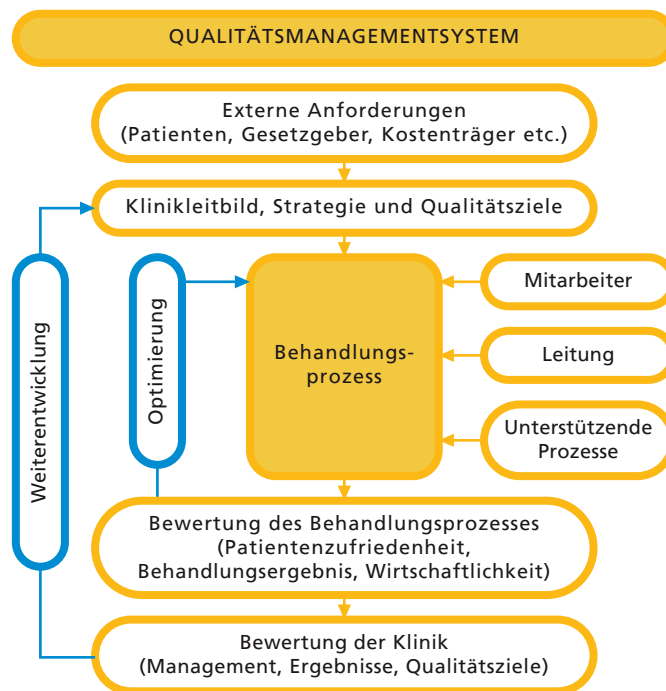 QUALITÄTSMANAGEMENTSYSTEM
Externe Anforderungen
(Patienten, Gesetzgeber, Kostenträger etc.)
Klinikleitbild, Strategie und Qualitätsziele
Weiterentwicklung
Optimierung
Behandlungs-
prozess
Mitarbeiter
Leitung
Unterstützende
Prozesse
Bewertung des Behandlungsprozesses
(Patientenzufriedenheit,
Behandlungsergebnis, Wirtschaftlichkeit)
Bewertung der Klinik
(Management, Ergebnisse, Qualitätsziele)